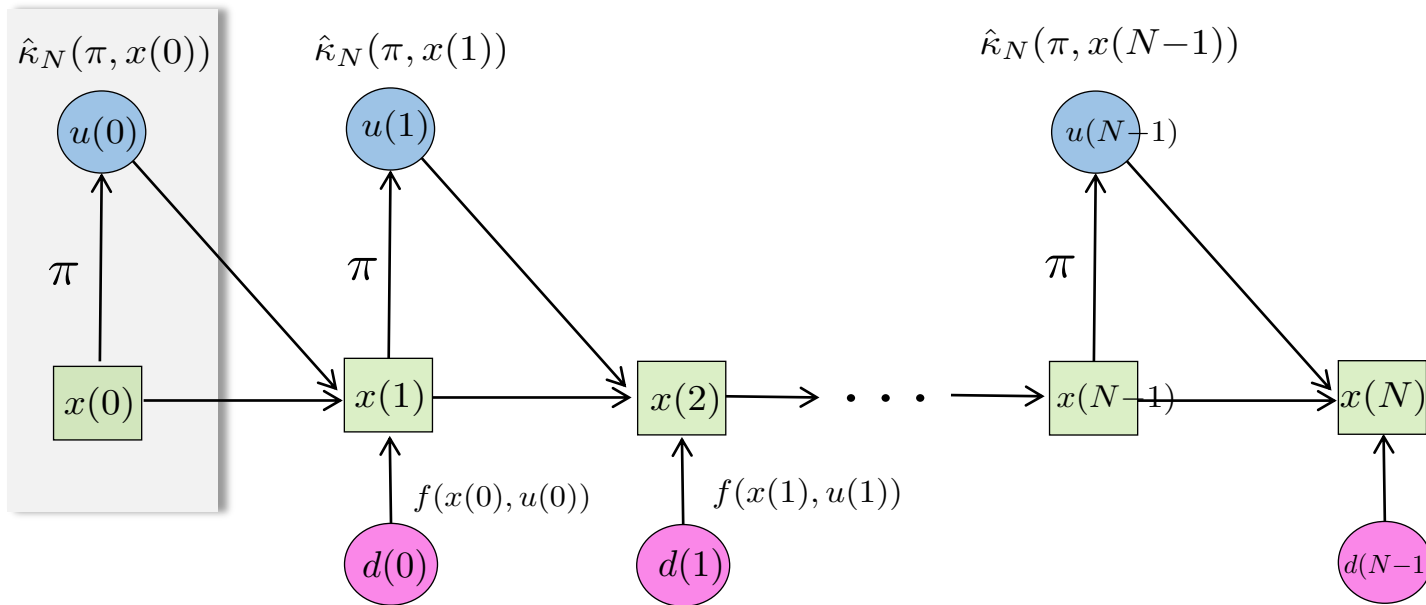 κ̂_N(π, x(0))
κ̂_N(π, x(1))
κ̂_N(π, x(N−1))
u(0)
u(1)
u(N−1)
π
π
π
x(0)
x(1)
x(2)
. . .
x(N−1)
x(N)
f(x(0), u(0))
f(x(1), u(1))
d(0)
d(1)
d(N−1